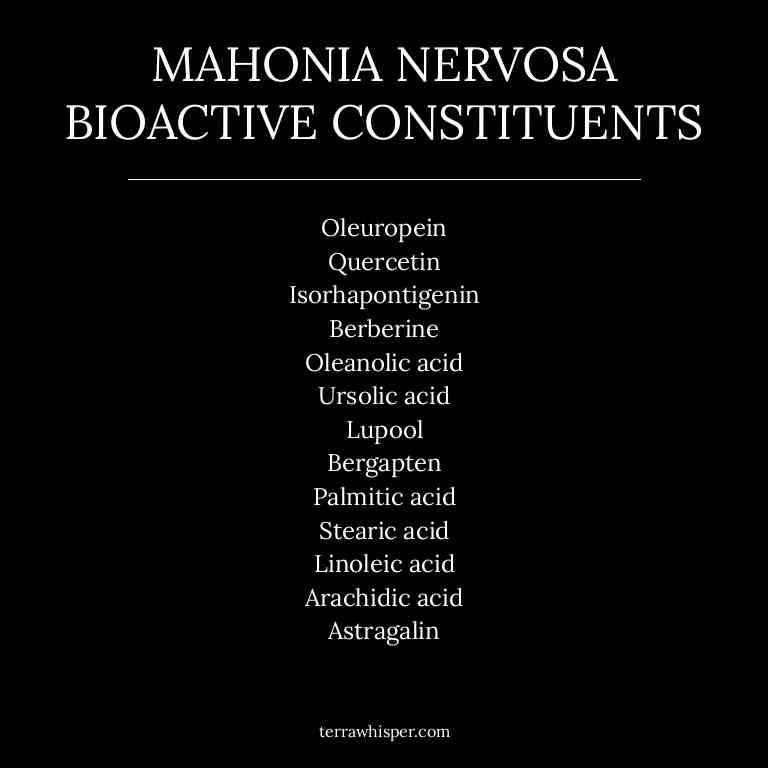 MAHONIA NERVOSA
BIOACTIVE CONSTITUENTS
Oleuropein
Quercetin
Isorhapontigenin
Berberine
Oleanolic acid
Ursolic acid
Lupool
Bergapten
Palmitic acid
Stearic acid
Linoleic acid
Arachidic acid
Astragalin
terrawhisper.com